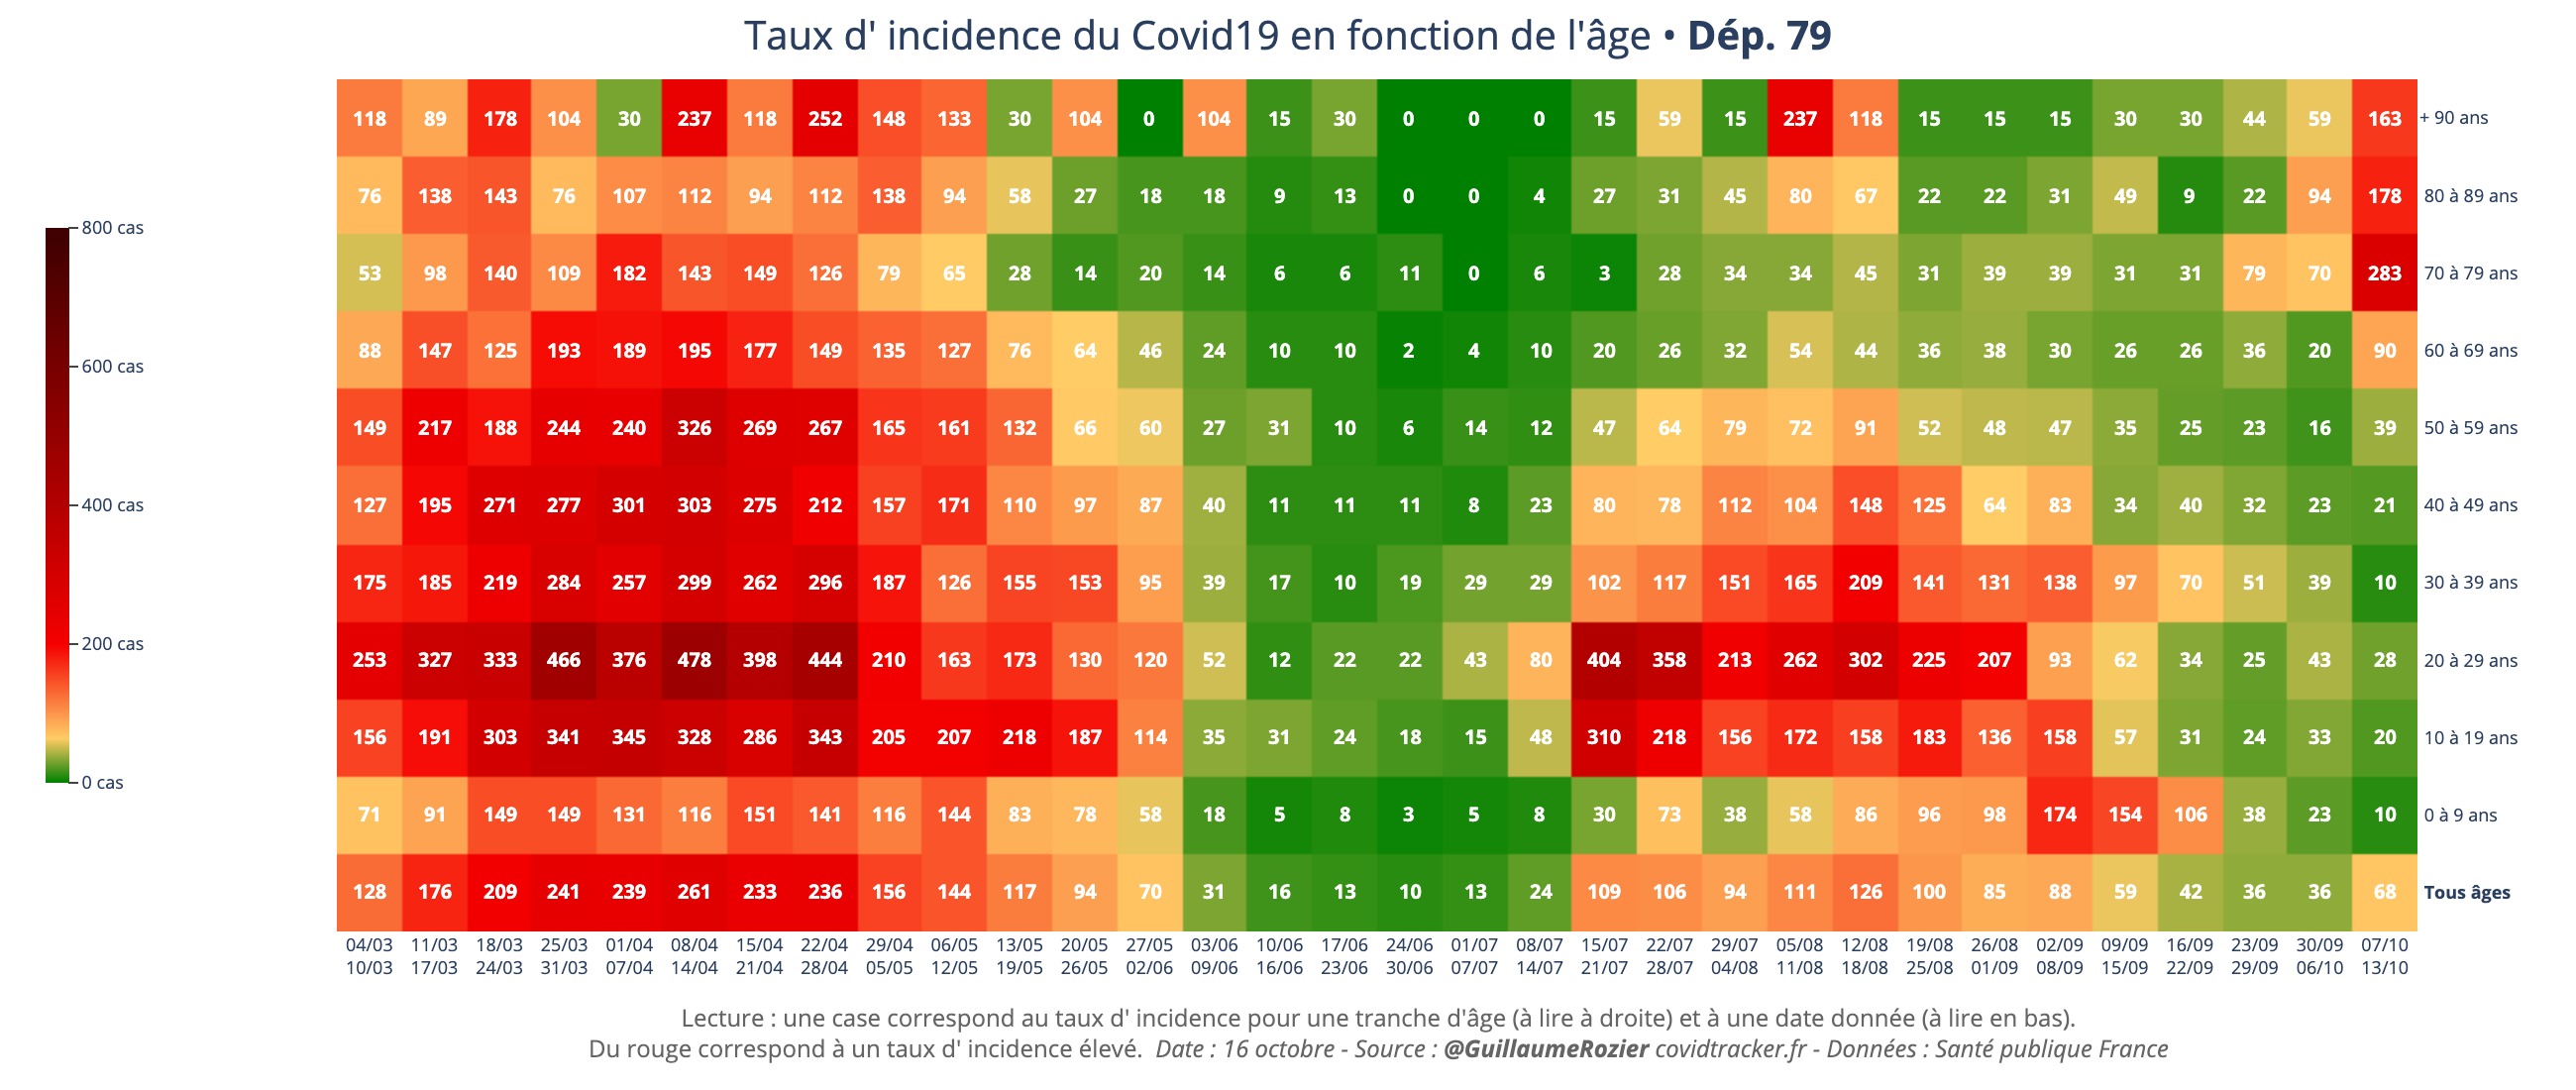 Taux d' incidence du Covid19 en fonction de l'âge • Dép. 79
118 89 178 104 30 237 118 252 148 133 30 104 0 104 15 30 0 0 0 15 59 15 237 118 15 15 15 30 30 44 59 163 + 90 ans
76 138 143 76 107 112 94 112 138 94 58 27 18 18 9 13 0 0 4 27 31 45 80 67 22 22 31 49 9 22 94 178 80 à 89 ans
800 cas
53 98 140 109 182 143 149 126 79 65 28 14 20 14 6 6 11 0 6 3 28 34 34 45 31 39 39 31 31 79 70 283 70 à 79 ans
88 147 125 193 189 195 177 149 135 127 76 64 46 24 10 10 2 4 10 20 26 32 54 44 36 38 30 26 26 36 20 90 60 à 69 ans
600 cas
149 217 188 244 240 326 269 267 165 161 132 66 60 27 31 10 6 14 12 47 64 79 72 91 52 48 47 35 25 23 16 39 50 à 59 ans
400 cas
127 195 271 277 301 303 275 212 157 171 110 97 87 40 11 11 11 8 23 80 78 112 104 148 125 64 83 34 40 32 23 21 40 à 49 ans
175 185 219 284 257 299 262 296 187 126 155 153 95 39 17 10 19 29 29 102 117 151 165 209 141 131 138 97 70 51 39 10 30 à 39 ans
200 cas
253 327 333 466 376 478 398 444 210 163 173 130 120 52 12 22 22 43 80 404 358 213 262 302 225 207 93 62 34 25 43 28 20 à 29 ans
156 191 303 341 345 328 286 343 205 207 218 187 114 35 31 24 18 15 48 310 218 156 172 158 183 136 158 57 31 24 33 20 10 à 19 ans
0 cas
71 91 149 149 131 116 151 141 116 144 83 78 58 18 5 8 3 5 8 30 73 38 58 86 96 98 174 154 106 38 23 10 0 à 9 ans
128 176 209 241 239 261 233 236 156 144 117 94 70 31 16 13 10 13 24 109 106 94 111 126 100 85 88 59 42 36 36 68 Tous âges
04/03 11/03 18/03 25/03 01/04 08/04 15/04 22/04 29/04 06/05 13/05 20/05 27/05 03/06 10/06 17/06 24/06 01/07 08/07 15/07 22/07 29/07 05/08 12/08 19/08 26/08 02/09 09/09 16/09 23/09 30/09 07/10
10/03 17/03 24/03 31/03 07/04 14/04 21/04 28/04 05/05 12/05 19/05 26/05 02/06 09/06 16/06 23/06 30/06 07/07 14/07 21/07 28/07 04/08 11/08 18/08 25/08 01/09 08/09 15/09 22/09 29/09 06/10 13/10
Lecture : une case correspond au taux d' incidence pour une tranche d'âge (à lire à droite) et à une date donnée (à lire en bas).
Du rouge correspond à un taux d' incidence élevé. Date : 16 octobre - Source : @GuillaumeRozier covidtracker.fr - Données : Santé publique France